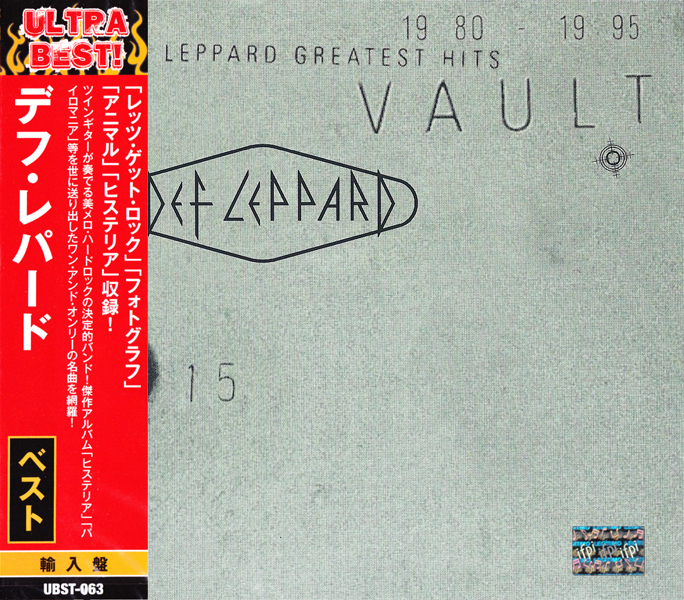 ULTRA
BEST!
デフ・レパード
「レッツ・ゲット・ロック」「フォトグラフ」
「アニマル」「ヒステリア」収録！
ツインギターが奏でる美メロ・ハードロックの決定的バンド！傑作アルバム「ヒステリア」「パ
イロマニア」等を世に送り出したワン・アンド・オンリーの名曲を網羅！
ベスト
輸入盤
UBST-063
19 80 19 95
LEPPARD GREATEST HITS
VAULT
DEF LEPPARD
15
ifpi ifpi